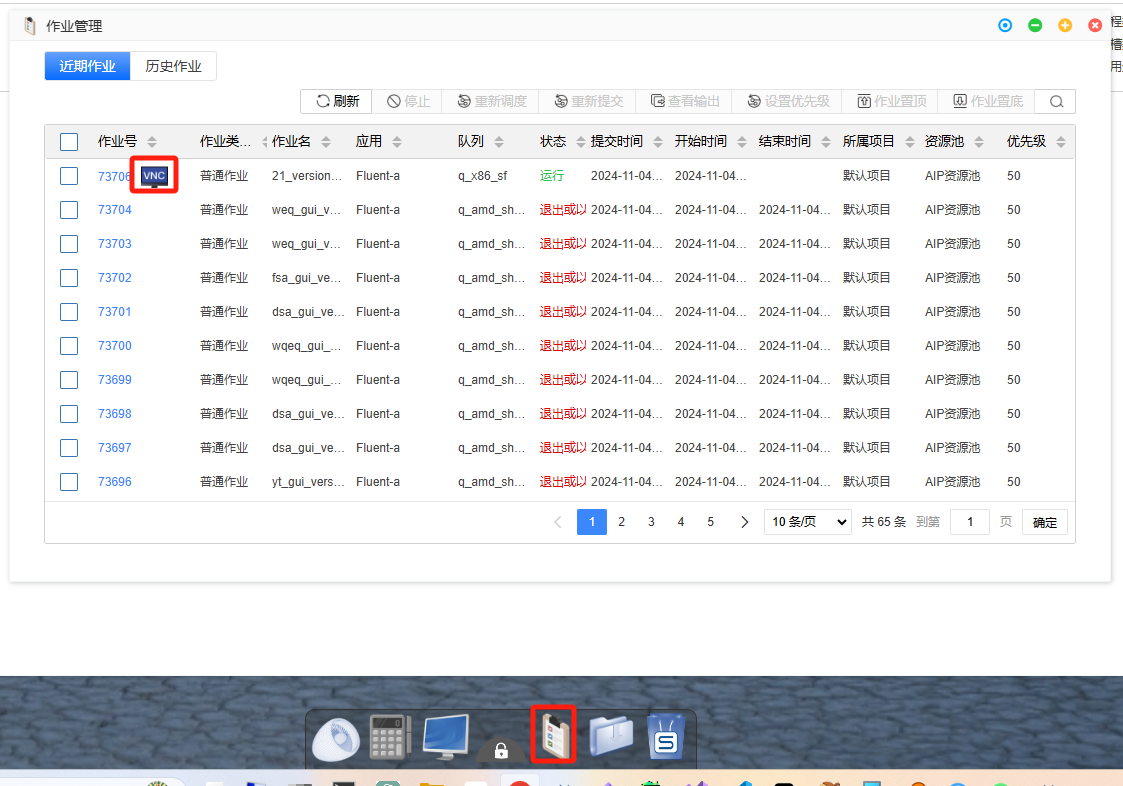 作业管理
近期作业 历史作业
刷新 停止 重新调度 重新提交 查看输出 设置优先级 作业置顶 作业置底
作业号 作业类... 作业名 应用 队列 状态 提交时间 开始时间 结束时间 所属项目 资源池 优先级
73706 VNC 普通作业 21_version... Fluent-a q_x86_sf 运行 2024-11-04... 2024-11-04... 默认项目 AIP资源池 50
73704 普通作业 weq_gui_v... Fluent-a q_amd_sh... 退出或以 2024-11-04... 2024-11-04... 2024-11-04... 默认项目 AIP资源池 50
73703 普通作业 weq_gui_v... Fluent-a q_amd_sh... 退出或以 2024-11-04... 2024-11-04... 2024-11-04... 默认项目 AIP资源池 50
73702 普通作业 fsa_gui_ve... Fluent-a q_amd_sh... 退出或以 2024-11-04... 2024-11-04... 2024-11-04... 默认项目 AIP资源池 50
73701 普通作业 dsa_gui_ve... Fluent-a q_amd_sh... 退出或以 2024-11-04... 2024-11-04... 2024-11-04... 默认项目 AIP资源池 50
73700 普通作业 wqeq_gui_... Fluent-a q_amd_sh... 退出或以 2024-11-04... 2024-11-04... 2024-11-04... 默认项目 AIP资源池 50
73699 普通作业 wqeq_gui_... Fluent-a q_amd_sh... 退出或以 2024-11-04... 2024-11-04... 2024-11-04... 默认项目 AIP资源池 50
73698 普通作业 dsa_gui_ve... Fluent-a q_amd_sh... 退出或以 2024-11-04... 2024-11-04... 2024-11-04... 默认项目 AIP资源池 50
73697 普通作业 dsa_gui_ve... Fluent-a q_amd_sh... 退出或以 2024-11-04... 2024-11-04... 2024-11-04... 默认项目 AIP资源池 50
73696 普通作业 yt_gui_vers... Fluent-a q_amd_sh... 退出或以 2024-11-04... 2024-11-04... 2024-11-04... 默认项目 AIP资源池 50
1 2 3 4 5 10 条/页 共 65 条 到第 1 页 确定
S